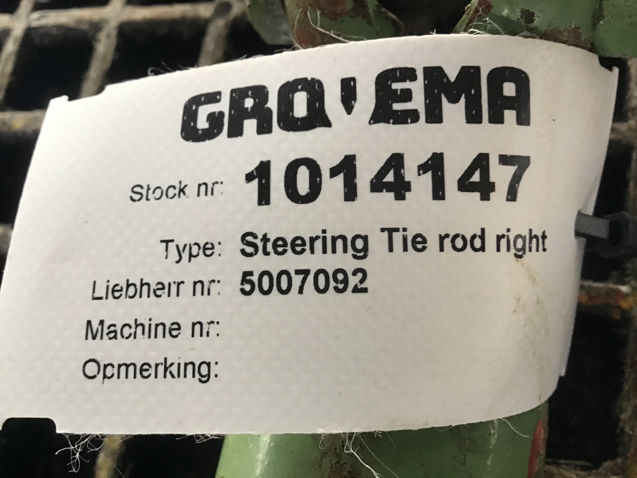 GRO'EMA
Stock nr: 1014147
Type: Steering Tie rod right
Liebherr nr: 5007092
Machine nr:
Opmerking: